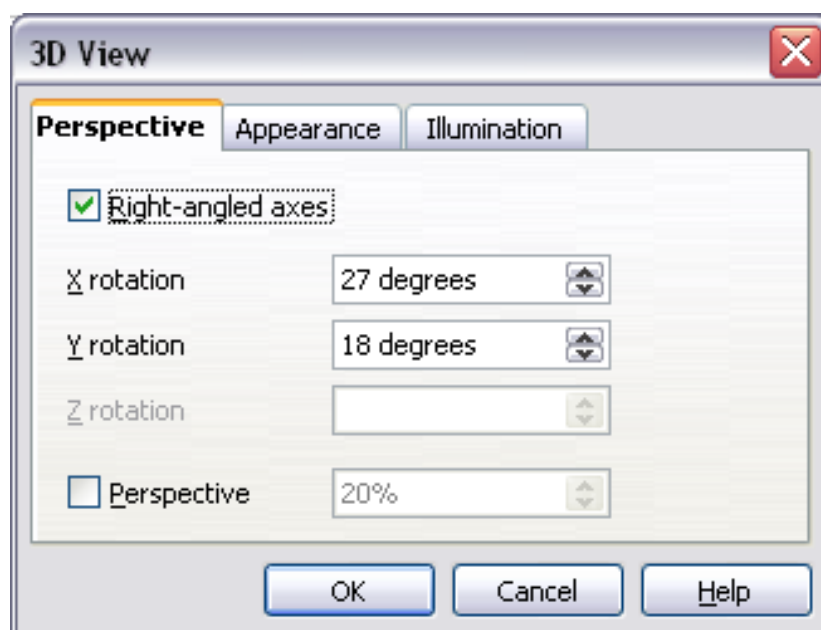 3D View
Perspective Appearance Illumination
Right-angled axes
X rotation 27 degrees
Y rotation 18 degrees
Z rotation
Perspective 20%
OK Cancel Help